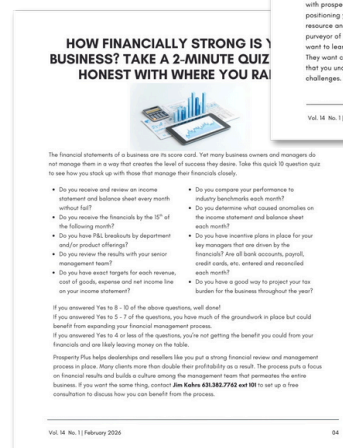 with prospe
positioning
resource an
purveyor of
want to lear
They want c
that you unc
challenges.
Vol. 14 No. 1 |
HOW FINANCIALLY STRONG IS Y
BUSINESS? TAKE A 2-MINUTE QUIZ
HONEST WITH WHERE YOU RA
The financial statements of a business are its score card. Yet many business owners and managers do
not manage them in a way that creates the level of success they desire. Take this quick 10 question quiz
to see how you stack up with those that manage their financials closely.
• Do you receive and review an income
statement and balance sheet every month
without fail?
• Do you receive the financials by the 15th of
the following month?
• Do you have P&L breakouts by department
and/or product offerings?
• Do you review the results with your senior
management team?
• Do you have exact targets for each revenue,
cost of goods, expense and net income line
on your income statement?
• Do you compare your performance to
industry benchmarks each month?
• Do you determine what caused anomalies on
the income statement and balance sheet
each month?
• Do you have incentive plans in place for your
key managers that are driven by the
financials? Are all bank accounts, payroll,
credit cards, etc. entered and reconciled
each month?
• Do you have a good way to project your tax
burden for the business throughout the year?
If you answered Yes to 8 - 10 of the above questions, well done!
If you answered Yes to 5 - 7 of the questions, you have much of the groundwork in place but could
benefit from expanding your financial management process.
If you answered Yes to 4 or less of the questions, you're not getting the benefit you could from your
financials and are likely leaving money on the table.
Prosperity Plus helps dealerships and resellers like you put a strong financial review and management
process in place. Many clients more than double their profitability as a result. The process puts a focus
on financial results and builds a culture among the management team that permeates the entire
business. If you want the same thing, contact Jim Kahrs 631.382.7762 ext 101 to set up a free
consultation to discuss how you can benefit from the process.
Vol. 14 No. 1 | February 2026
04